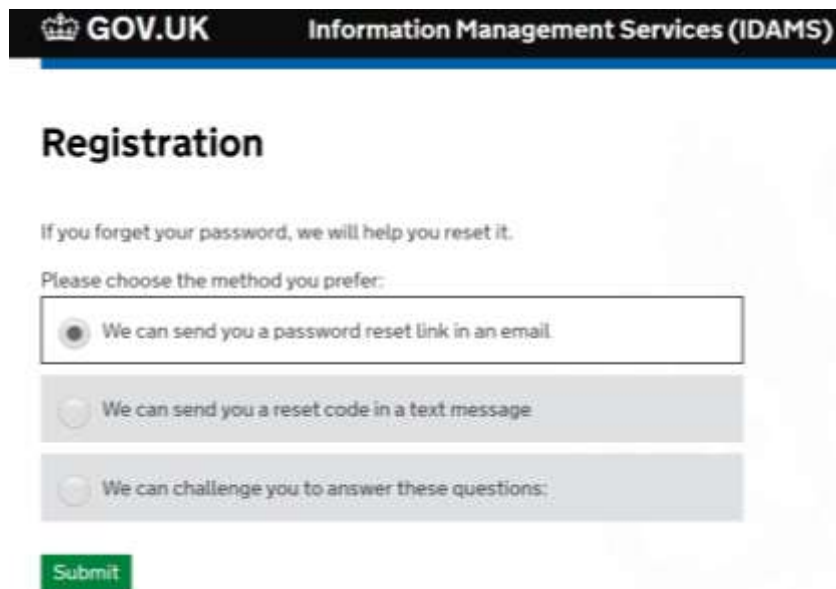 GOV.UK Information Management Services (IDAMS)
Registration
If you forget your password, we will help you reset it.
Please choose the method you prefer:
We can send you a password reset link in an email
We can send you a reset code in a text message
We can challenge you to answer these questions:
Submit